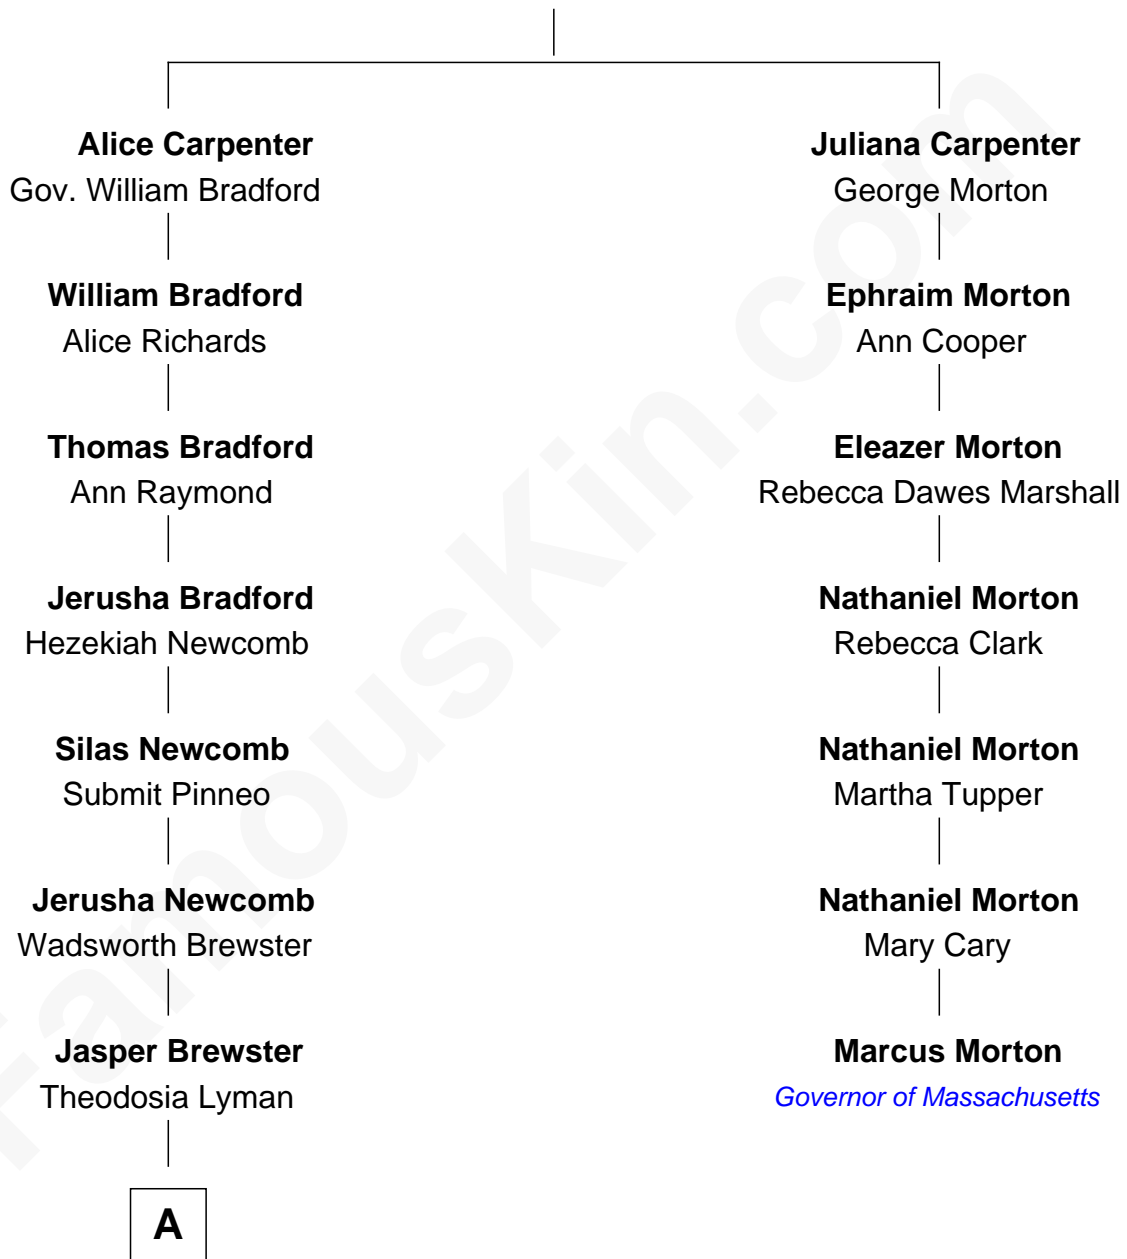 Alice Carpenter
Gov. William Bradford
William Bradford
Alice Richards
Thomas Bradford
Ann Raymond
Jerusha Bradford
Hezekiah Newcomb
Silas Newcomb
Submit Pinneo
Jerusha Newcomb
Wadsworth Brewster
Jasper Brewster
Theodosia Lyman
A
Juliana Carpenter
George Morton
Ephraim Morton
Ann Cooper
Eleazer Morton
Rebecca Dawes Marshall
Nathaniel Morton
Rebecca Clark
Nathaniel Morton
Martha Tupper
Nathaniel Morton
Mary Cary
Marcus Morton
Governor of Massachusetts
FamousKin.com